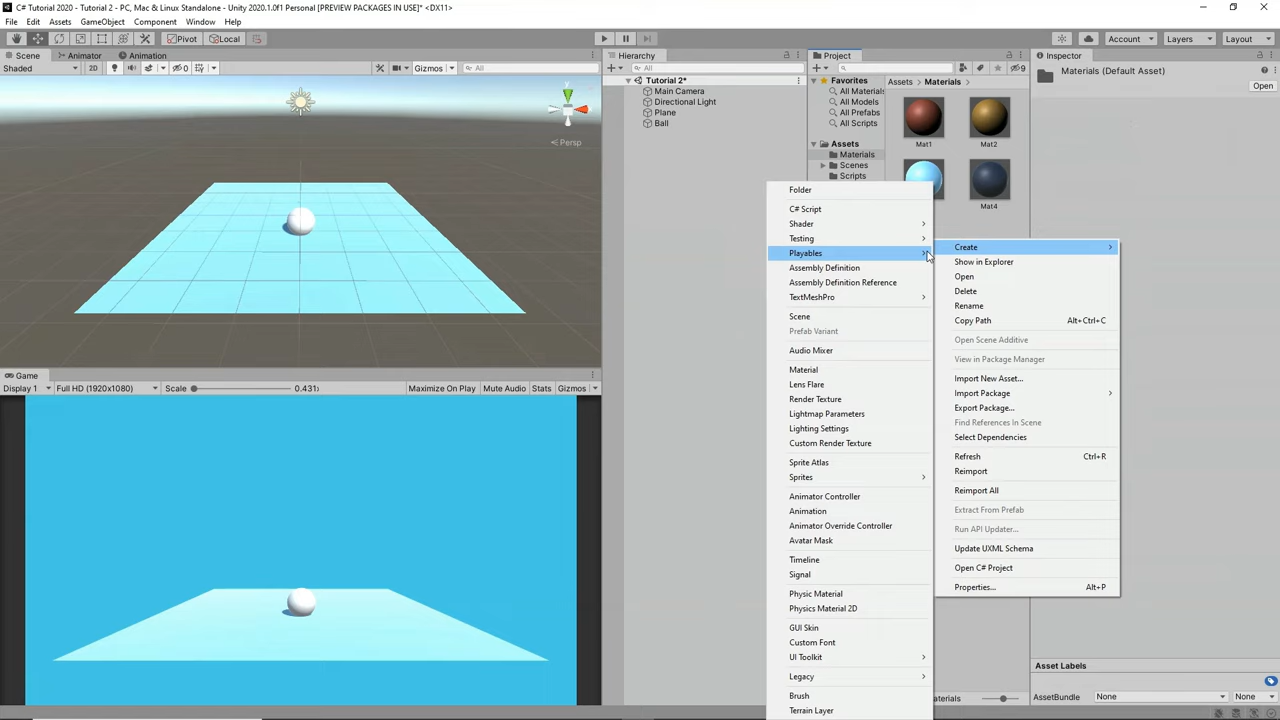 C# Tutorial 2020 - Tutorial 2 - PC, Mac & Linux Standalone - Unity 2020.1.0f1 Personal [PREVIEW PACKAGES IN USE]* <DX11>
File Edit Assets GameObject Component Window Help
Pivot Local Account Layers Layout
Scene Animator Animation
Shaded 2D 0 Gizmos All
Persp
Game
Display 1 Full HD (1920x1080) Scale 0.431 Maximize On Play Mute Audio Stats Gizmos
Hierarchy
All
Tutorial 2*
Main Camera
Directional Light
Plane
Ball
Project
9
Favorites
All Materials
All Models
All Prefabs
All Scripts
Assets
Materials
Scenes
Scripts
Assets > Materials >
Mat1 Mat2
Mat4
Folder
C# Script
Shader
Testing
Playables
Assembly Definition
Assembly Definition Reference
TextMeshPro
Scene
Prefab Variant
Audio Mixer
Material
Lens Flare
Render Texture
Lightmap Parameters
Lighting Settings
Custom Render Texture
Sprite Atlas
Sprites
Animator Controller
Animation
Animator Override Controller
Avatar Mask
Timeline
Signal
Physic Material
Physics Material 2D
GUI Skin
Custom Font
UI Toolkit
Legacy
Brush
Terrain Layer
Create
Show in Explorer
Open
Delete
Rename
Copy Path Alt+Ctrl+C
Open Scene Additive
View in Package Manager
Import New Asset...
Import Package
Export Package...
Find References In Scene
Select Dependencies
Refresh Ctrl+R
Reimport
Reimport All
Extract From Prefab
Run API Updater...
Update UXML Schema
Open C# Project
Properties... Alt+P
aterials
Inspector
Materials (Default Asset)
Open
Asset Labels
AssetBundle None None